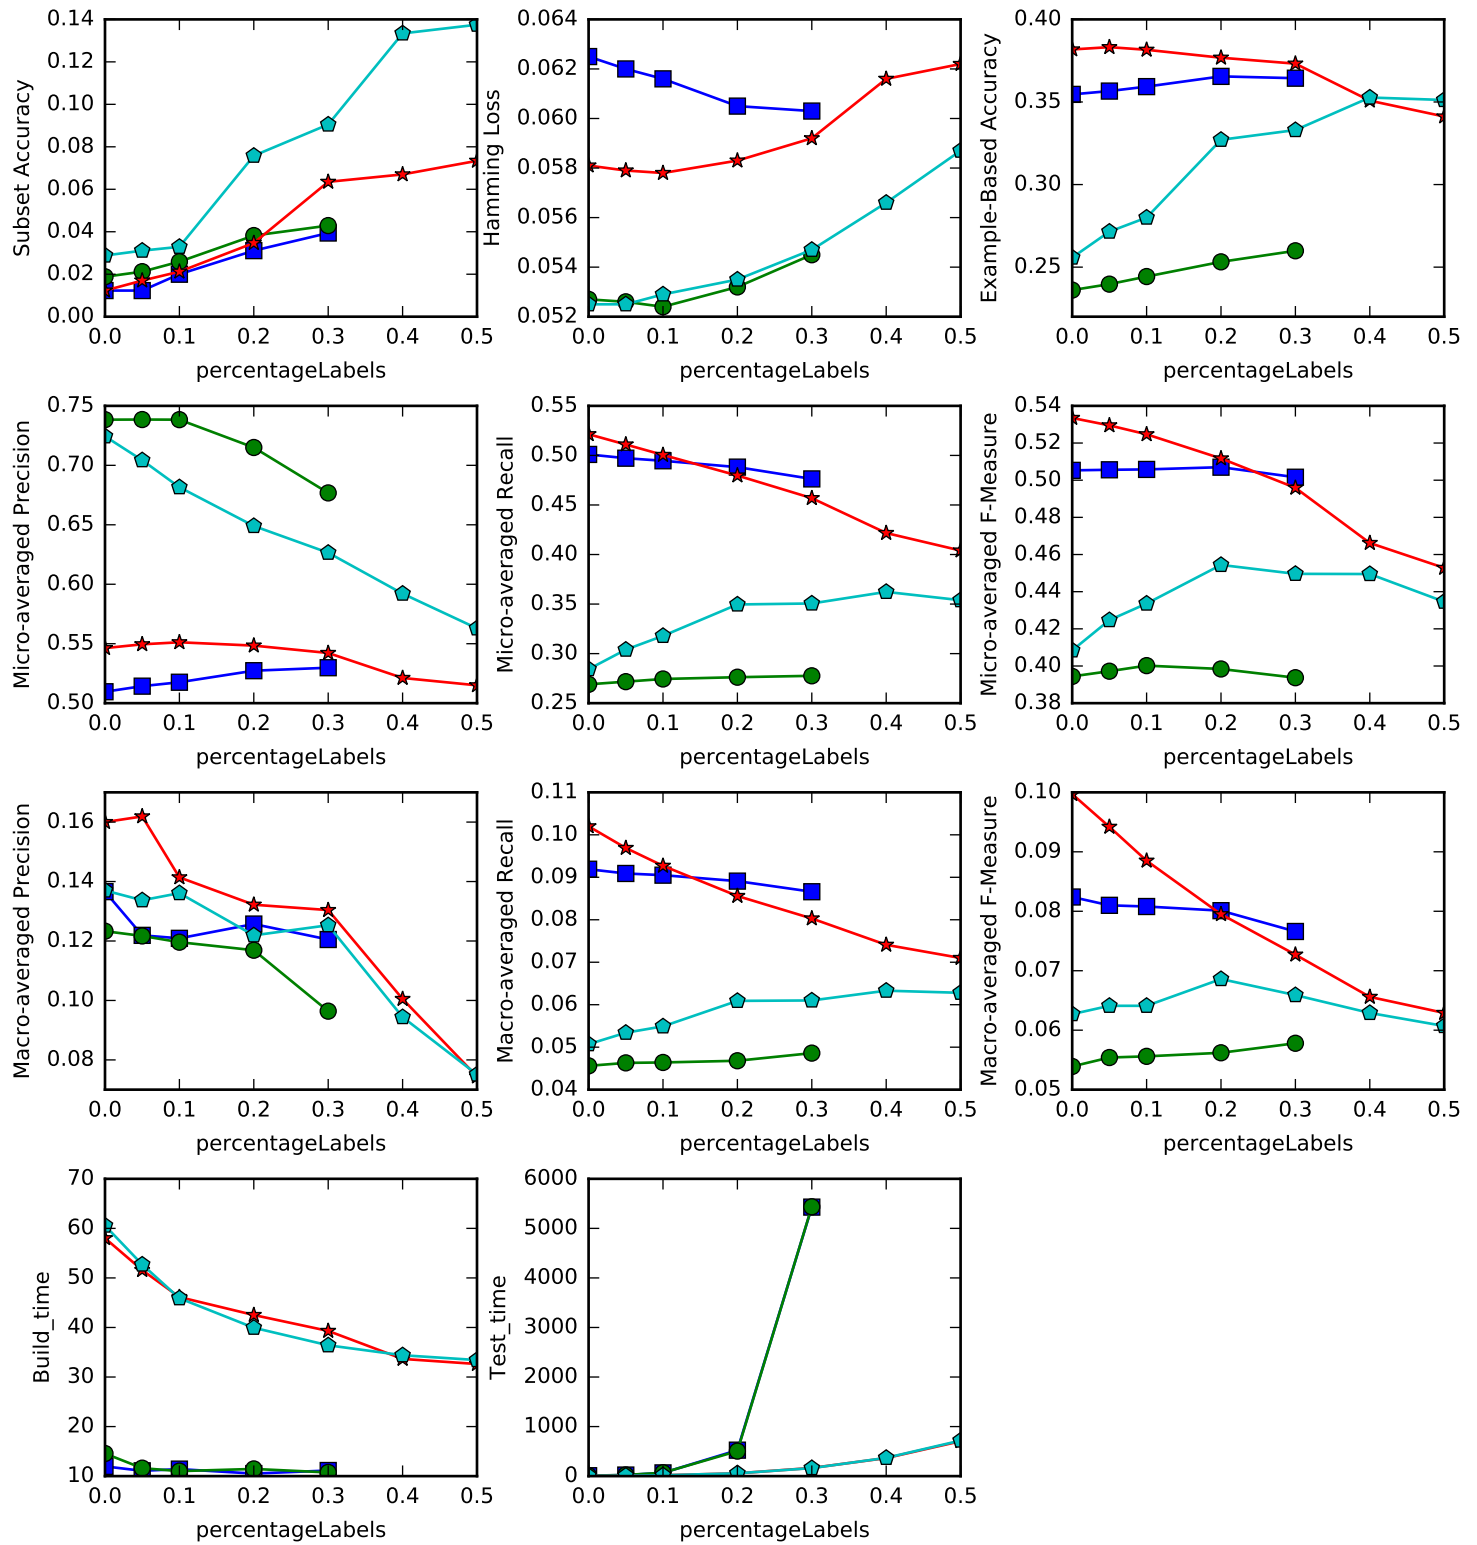 Subset Accuracy
0.14
0.12
0.10
0.08
0.06
0.04
0.02
0.00
0.0 0.1 0.2 0.3 0.4 0.5
percentageLabels
Hamming Loss
0.064
0.062
0.060
0.058
0.056
0.054
0.052
0.0 0.1 0.2 0.3 0.4 0.5
percentageLabels
Example-Based Accuracy
0.40
0.35
0.30
0.25
0.0 0.1 0.2 0.3 0.4 0.5
percentageLabels
Micro-averaged Precision
0.75
0.70
0.65
0.60
0.55
0.50
0.0 0.1 0.2 0.3 0.4 0.5
percentageLabels
Micro-averaged Recall
0.55
0.50
0.45
0.40
0.35
0.30
0.25
0.0 0.1 0.2 0.3 0.4 0.5
percentageLabels
Micro-averaged F-Measure
0.54
0.52
0.50
0.48
0.46
0.44
0.42
0.40
0.38
0.0 0.1 0.2 0.3 0.4 0.5
percentageLabels
Macro-averaged Precision
0.16
0.14
0.12
0.10
0.08
0.0 0.1 0.2 0.3 0.4 0.5
percentageLabels
Macro-averaged Recall
0.11
0.10
0.09
0.08
0.07
0.06
0.05
0.04
0.0 0.1 0.2 0.3 0.4 0.5
percentageLabels
Macro-averaged F-Measure
0.10
0.09
0.08
0.07
0.06
0.05
0.0 0.1 0.2 0.3 0.4 0.5
percentageLabels
Build_time
70
60
50
40
30
20
10
0.0 0.1 0.2 0.3 0.4 0.5
percentageLabels
Test_time
6000
5000
4000
3000
2000
1000
0
0.0 0.1 0.2 0.3 0.4 0.5
percentageLabels